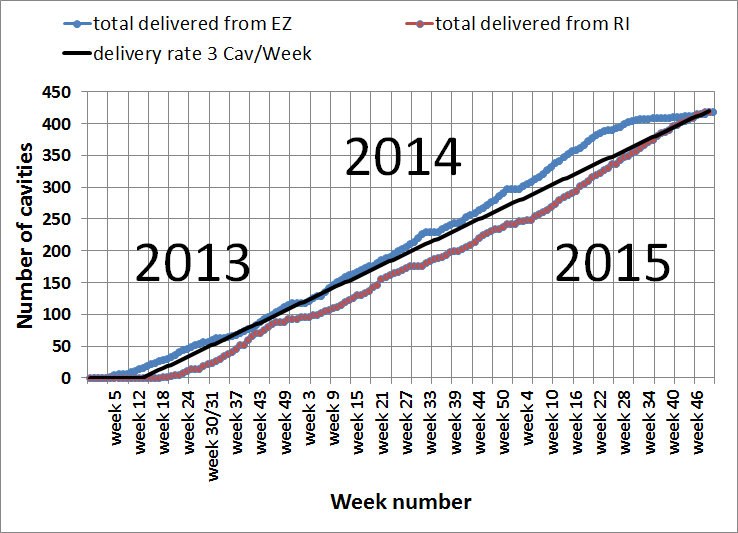 total delivered from EZ
total delivered from RI
delivery rate 3 Cav/Week
450
400
350
300
250
200
150
100
50
0
Number of cavities
2013
2014
2015
week 5
week 12
week 18
week 24
week 30/31
week 37
week 43
week 49
week 3
week 9
week 15
week 21
week 27
week 33
week 39
week 44
week 50
week 4
week 10
week 16
week 22
week 28
week 34
week 40
week 46
Week number